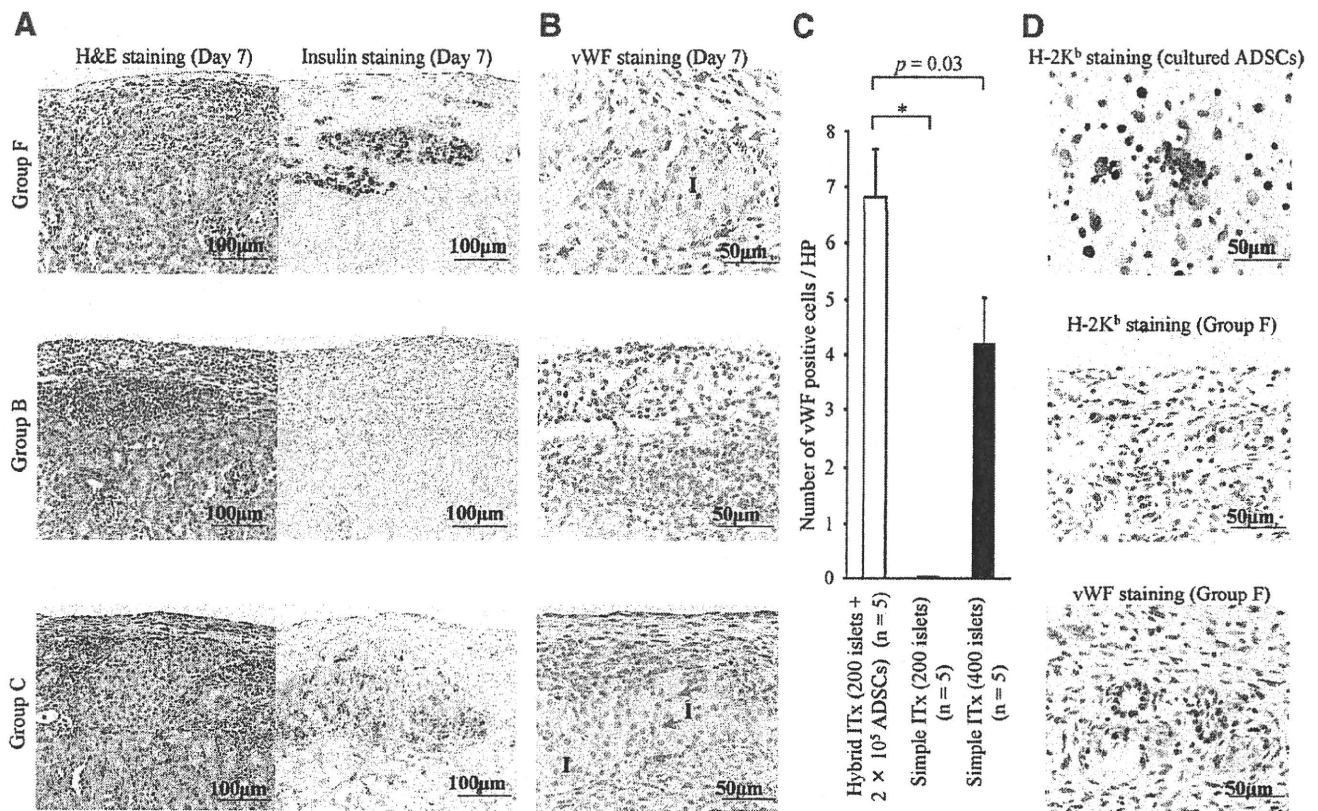 A
B
C
D
H&E staining (Day 7)
Insulin staining (Day 7)
vWF staining (Day 7)
Group F
100μm
100μm
I
50μm
Group B
100μm
100μm
50μm
Group C
100μm
100μm
I
I
50μm
p = 0.03
*
Number of vWF positive cells / HP
8
7
6
5
4
3
2
1
0
Hybrid ITx (200 islets +
2 × 10⁵ ADSCs) (n = 5)
Simple ITx (200 islets)
(n = 5)
Simple ITx (400 islets)
(n = 5)
H-2Kᵇ staining (cultured ADSCs)
50μm
H-2Kᵇ staining (Group F)
50μm
vWF staining (Group F)
50μm